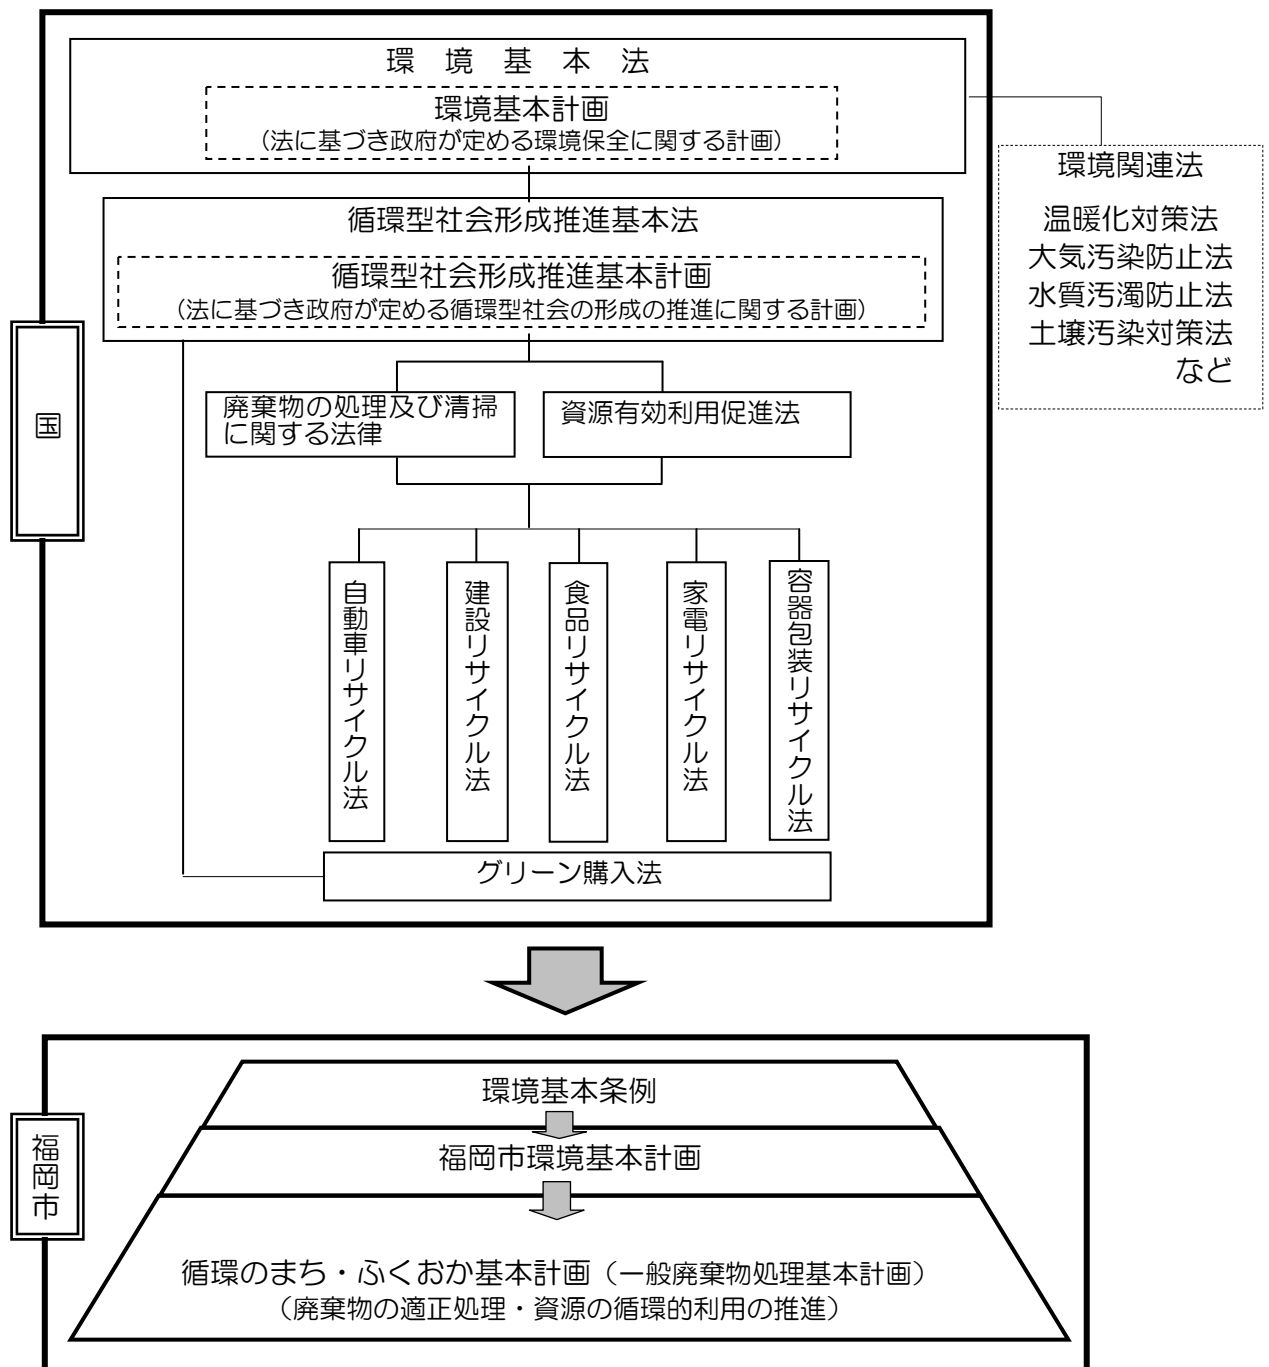 環 境 基 本 法
環境基本計画
(法に基づき政府が定める環境保全に関する計画)
環境関連法
温暖化対策法
大気汚染防止法
水質汚濁防止法
土壌汚染対策法
など
循環型社会形成推進基本法
循環型社会形成推進基本計画
(法に基づき政府が定める循環型社会の形成の推進に関する計画)
国
廃棄物の処理及び清掃
に関する法律
資源有効利用促進法
自動車リサイクル法
建設リサイクル法
食品リサイクル法
家電リサイクル法
容器包装リサイクル法
グリーン購入法
福岡市
環境基本条例
福岡市環境基本計画
循環のまち・ふくおか基本計画（一般廃棄物処理基本計画）
（廃棄物の適正処理・資源の循環的利用の推進）